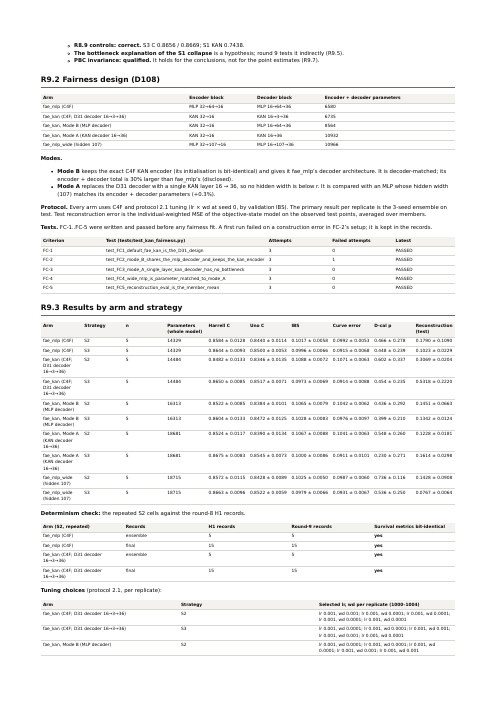 R8.9 controls: correct. S3 C 0.8656 / 0.8669; S1 KAN 0.7438.
The bottleneck explanation of the S1 collapse is a hypothesis; round 9 tests it indirectly (R9.5).
PBC invariance: qualified. It holds for the conclusions, not for the point estimates (R9.7).
R9.2 Fairness design (D108)
Arm Encoder block Decoder block Encoder + decoder parameters
fae_mlp (C4F) MLP 32→64→16 MLP 16→64→36 6580
fae_kan (C4F; D31 decoder 16→3→36) KAN 32→16 KAN 16→3→36 6735
fae_kan, Mode B (MLP decoder) KAN 32→16 MLP 16→64→36 8564
fae_kan, Mode A (KAN decoder 16→36) KAN 32→16 KAN 16→36 10932
fae_mlp_wide (hidden 107) MLP 32→107→16 MLP 16→107→36 10966
Modes.
Mode B keeps the exact C4F KAN encoder (its initialisation is bit-identical) and gives it fae_mlp's decoder architecture. It is decoder-matched; its
encoder + decoder total is 30% larger than fae_mlp's (disclosed).
Mode A replaces the D31 decoder with a single KAN layer 16 → 36, so no hidden width is below r. It is compared with an MLP whose hidden width
(107) matches its encoder + decoder parameters (+0.3%).
Protocol. Every arm uses C4F and protocol 2.1 tuning (lr × wd at seed 0, by validation IBS). The primary result per replicate is the 3-seed ensemble on
test. Test reconstruction error is the individual-weighted MSE of the objective-state model on the observed test points, averaged over members.
Tests. FC-1..FC-5 were written and passed before any fairness fit. A first run failed on a construction error in FC-2's setup; it is kept in the records.
Criterion Test (tests/test_kan_fairness.py) Attempts Failed attempts Latest
FC-1 test_FC1_default_fae_kan_is_the_D31_design 3 0 PASSED
FC-2 test_FC2_mode_B_shares_the_mlp_decoder_and_keeps_the_kan_encoder 3 1 PASSED
FC-3 test_FC3_mode_A_single_layer_kan_decoder_has_no_bottleneck 3 0 PASSED
FC-4 test_FC4_wide_mlp_is_parameter_matched_to_mode_A 3 0 PASSED
FC-5 test_FC5_reconstruction_eval_is_the_member_mean 3 0 PASSED
R9.3 Results by arm and strategy
Arm Strategy n Parameters Harrell C Uno C IBS Curve error D-cal p Reconstruction
(whole model) (test)
fae_mlp (C4F) S2 5 14329 0.8584 ± 0.0128 0.8440 ± 0.0114 0.1017 ± 0.0058 0.0992 ± 0.0053 0.466 ± 0.278 0.1790 ± 0.1090
fae_mlp (C4F) S3 5 14329 0.8644 ± 0.0093 0.8500 ± 0.0053 0.0996 ± 0.0066 0.0915 ± 0.0068 0.448 ± 0.239 0.1023 ± 0.0229
fae_kan (C4F; S2 5 14484 0.8482 ± 0.0133 0.8346 ± 0.0135 0.1088 ± 0.0072 0.1071 ± 0.0063 0.602 ± 0.337 0.3069 ± 0.0204
D31 decoder
16→3→36)
fae_kan (C4F; S3 5 14484 0.8650 ± 0.0085 0.8517 ± 0.0071 0.0973 ± 0.0069 0.0914 ± 0.0088 0.454 ± 0.235 0.5318 ± 0.2220
D31 decoder
16→3→36)
fae_kan, Mode B S2 5 16313 0.8522 ± 0.0085 0.8384 ± 0.0101 0.1065 ± 0.0079 0.1042 ± 0.0062 0.436 ± 0.292 0.1451 ± 0.0663
(MLP decoder)
fae_kan, Mode B S3 5 16313 0.8604 ± 0.0133 0.8472 ± 0.0125 0.1028 ± 0.0083 0.0976 ± 0.0097 0.399 ± 0.210 0.1342 ± 0.0124
(MLP decoder)
fae_kan, Mode A S2 5 18681 0.8524 ± 0.0117 0.8390 ± 0.0134 0.1067 ± 0.0088 0.1041 ± 0.0063 0.548 ± 0.260 0.1228 ± 0.0181
(KAN decoder
16→36)
fae_kan, Mode A S3 5 18681 0.8675 ± 0.0083 0.8545 ± 0.0073 0.1000 ± 0.0086 0.0911 ± 0.0068 0.230 ± 0.171 0.1614 ± 0.0298
(KAN decoder
16→36)
fae_mlp_wide S2 5 18715 0.8572 ± 0.0115 0.8428 ± 0.0089 0.1025 ± 0.0050 0.0987 ± 0.0060 0.736 ± 0.116 0.1428 ± 0.0908
(hidden 107)
fae_mlp_wide S3 5 18715 0.8663 ± 0.0096 0.8522 ± 0.0059 0.0979 ± 0.0066 0.0931 ± 0.0067 0.536 ± 0.250 0.0767 ± 0.0064
(hidden 107)
Determinism check: the repeated S2 cells against the round-8 H1 records.
Arm (S2, repeated) Records H1 records Round-9 records Survival metrics bit-identical
fae_mlp (C4F) ensemble 5 5 yes
fae_mlp (C4F) final 15 15 yes
fae_kan (C4F; D31 decoder ensemble 5 5 yes
16→3→36)
fae_kan (C4F; D31 decoder final 15 15 yes
16→3→36)
Tuning choices (protocol 2.1, per replicate):
Arm Strategy Selected lr, wd per replicate (1000-1004)
fae_kan (C4F; D31 decoder 16→3→36) S2 lr 0.001, wd 0.001; lr 0.001, wd 0.0001; lr 0.001, wd 0.0001;
lr 0.001, wd 0.0001; lr 0.001, wd 0.0001
fae_kan (C4F; D31 decoder 16→3→36) S3 lr 0.001, wd 0.0001; lr 0.001, wd 0.0001; lr 0.001, wd 0.001;
lr 0.001, wd 0.0001; lr 0.001, wd 0.0001
fae_kan, Mode B (MLP decoder) S2 lr 0.001, wd 0.0001; lr 0.001, wd 0.0001; lr 0.001, wd
0.0001; lr 0.001, wd 0.001; lr 0.001, wd 0.001